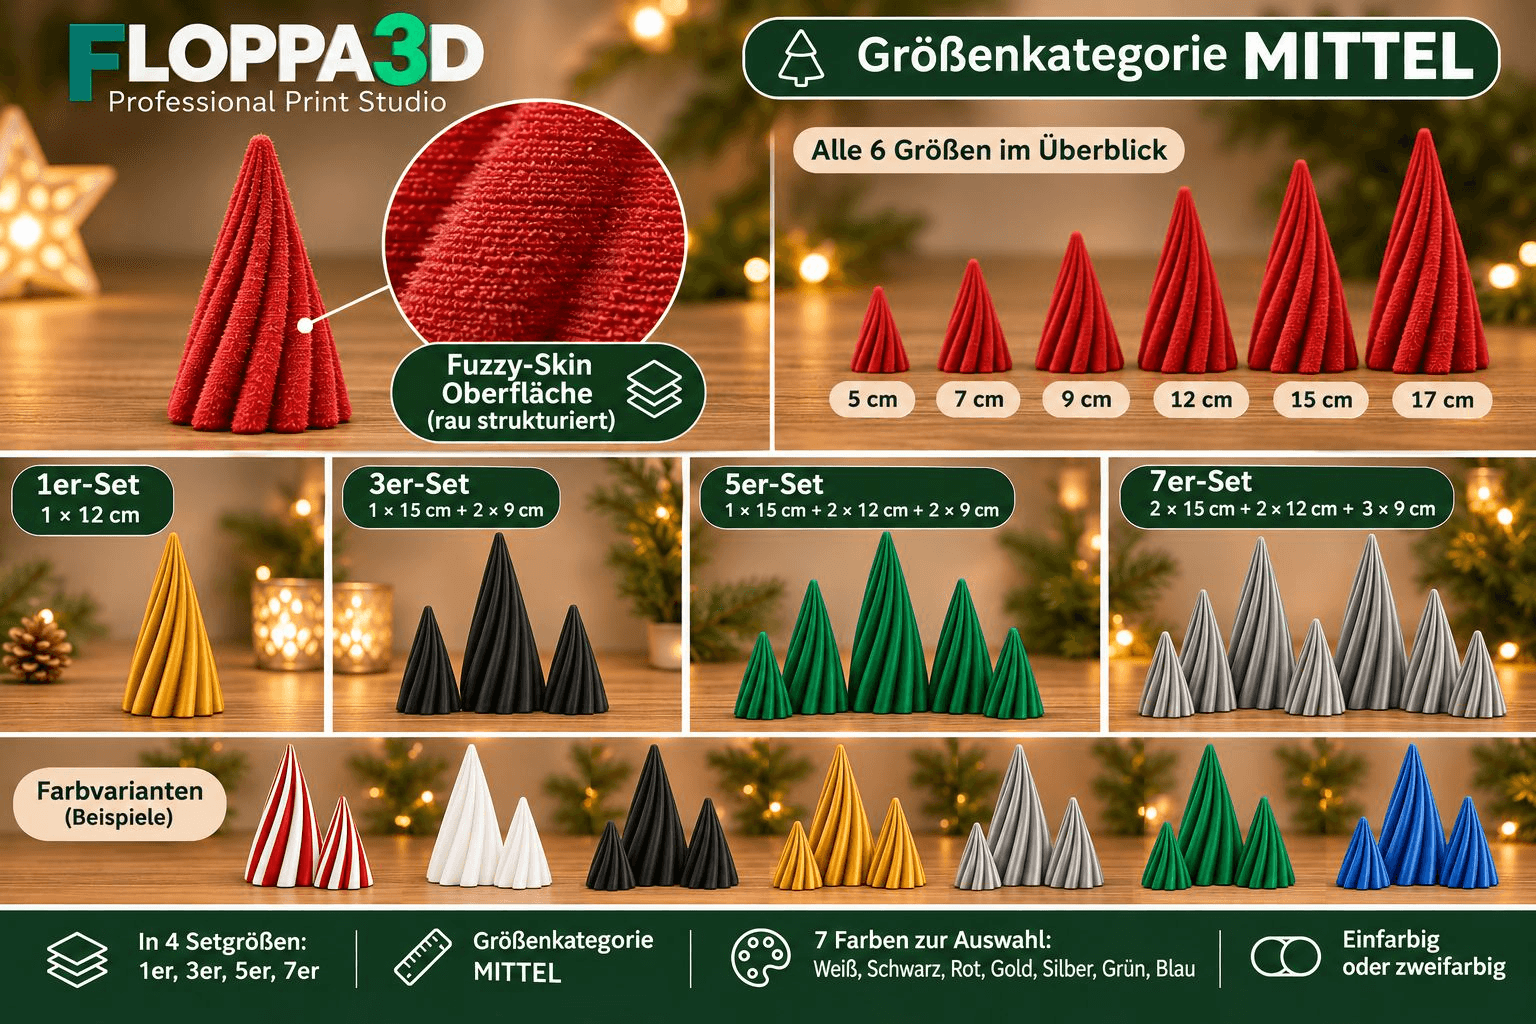 FLOPPA3D
Professional Print Studio
Größenkategorie MITTEL
Alle 6 Größen im Überblick
Fuzzy-Skin
Oberfläche
(rau strukturiert)
5 cm
7 cm
9 cm
12 cm
15 cm
17 cm
1er-Set
1 × 12 cm
3er-Set
1 × 15 cm + 2 × 9 cm
5er-Set
1 × 15 cm + 2 × 12 cm + 2 × 9 cm
7er-Set
2 × 15 cm + 2 × 12 cm + 3 × 9 cm
Farbvarianten
(Beispiele)
In 4 Setgrößen:
1er, 3er, 5er, 7er
Größenkategorie
MITTEL
7 Farben zur Auswahl:
Weiß, Schwarz, Rot, Gold, Silber, Grün, Blau
Einfarbig
oder zweifarbig